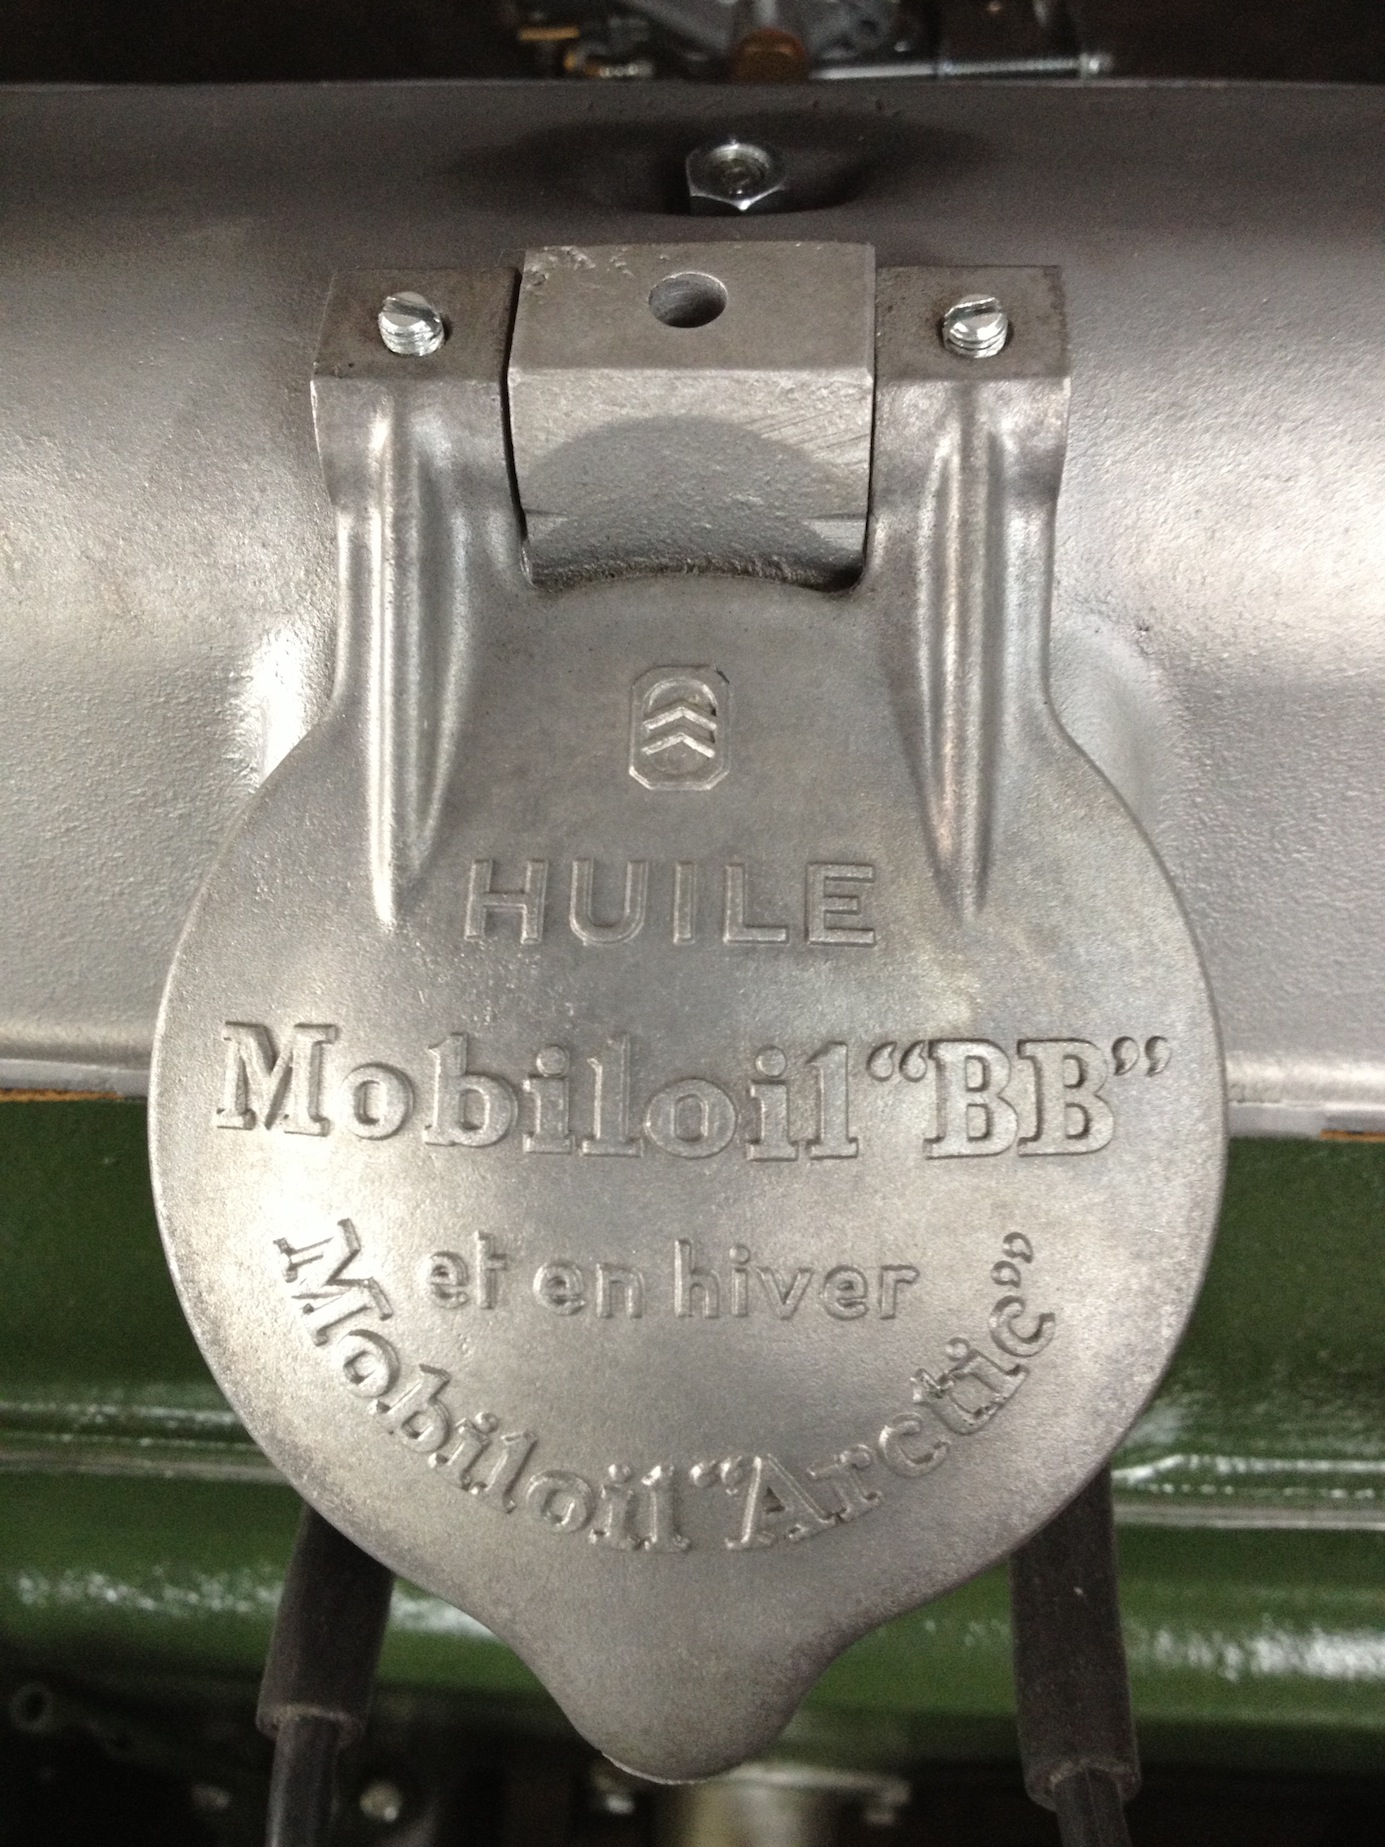 HUILE
Mobiloil “BB”
et en hiver
Mobiloil “Arctic”